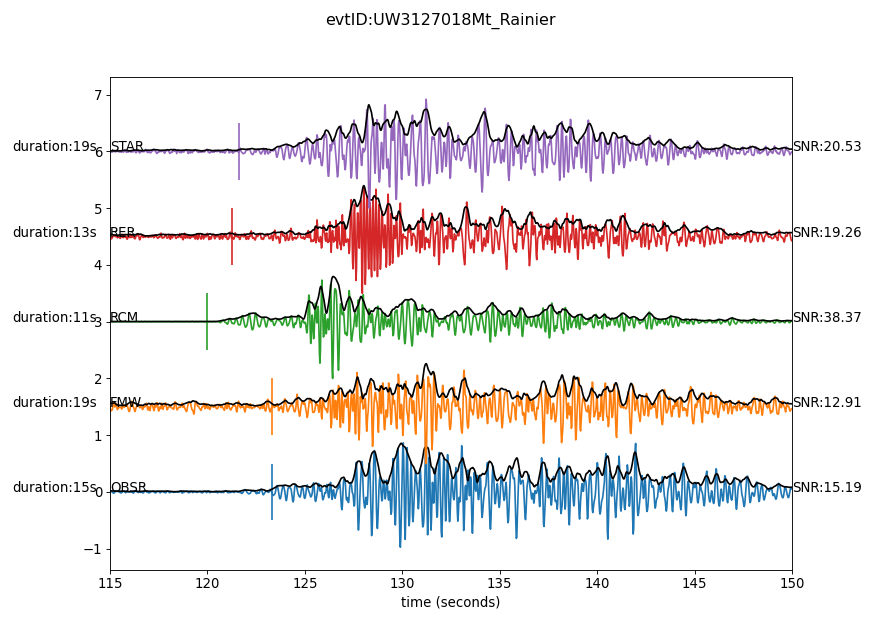 evtID:UW3127018Mt_Rainier
7
duration:19s STAR SNR:20.53
6
5
duration:13s RER SNR:19.26
4
duration:11s RCM SNR:38.37
3
2
duration:19s FMW SNR:12.91
1
duration:15s OBSR SNR:15.19
0
−1
115 120 125 130 135 140 145 150
time (seconds)